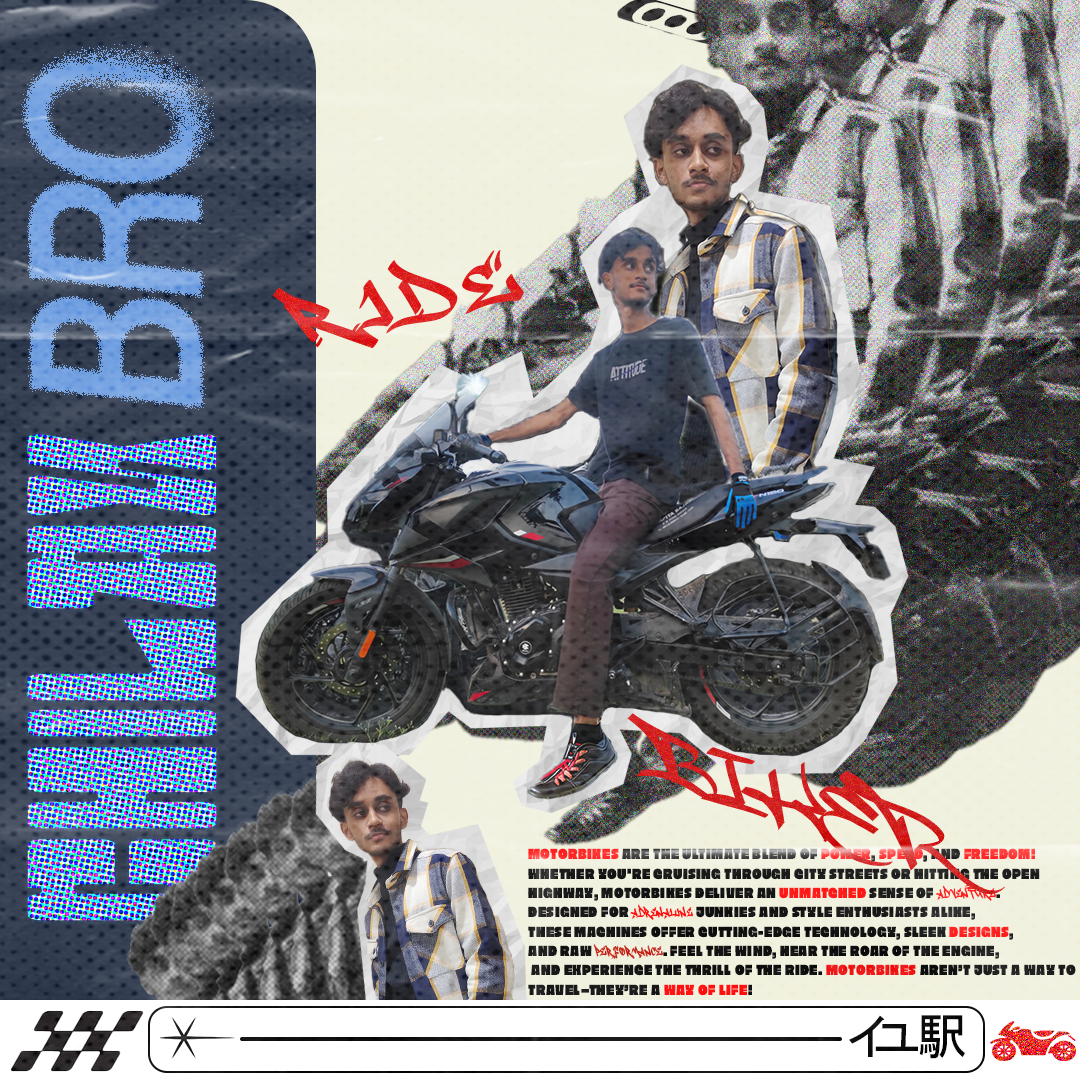 CHILLAX BRO
RIDE
ATTITUDE
N160
BIKER
MOTORBIKES ARE THE ULTIMATE BLEND OF POWER, SPEED, AND FREEDOM!
WHETHER YOU'RE CRUISING THROUGH CITY STREETS OR HITTING THE OPEN
HIGHWAY, MOTORBIKES DELIVER AN UNMATCHED SENSE OF ADVENTURE.
DESIGNED FOR ADRENALINE JUNKIES AND STYLE ENTHUSIASTS ALIKE,
THESE MACHINES OFFER CUTTING-EDGE TECHNOLOGY, SLEEK DESIGNS,
AND RAW PERFORMANCE. FEEL THE WIND, HEAR THE ROAR OF THE ENGINE,
AND EXPERIENCE THE THRILL OF THE RIDE. MOTORBIKES AREN'T JUST A WAY TO
TRAVEL—THEY'RE A WAY OF LIFE!
イユ駅